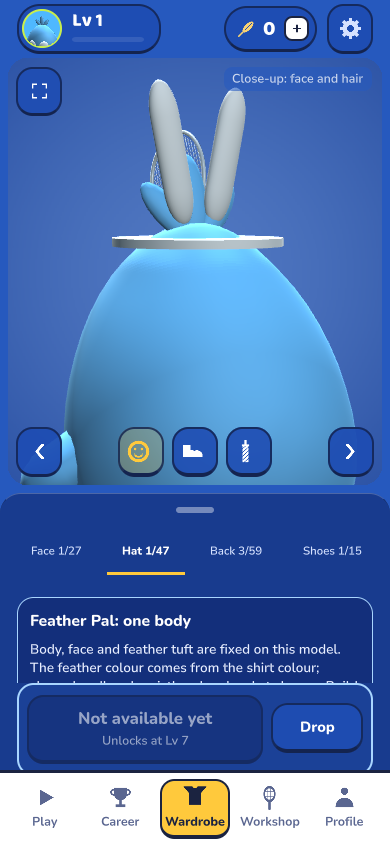 Lv 1
0
+
Close-up: face and hair
Face 1/27
Hat 1/47
Back 3/59
Shoes 1/15
Feather Pal: one body
Body, face and feather tuft are fixed on this model.
The feather colour comes from the shirt colour;
Not available yet
Unlocks at Lv 7
Drop
Play
Career
Wardrobe
Workshop
Profile